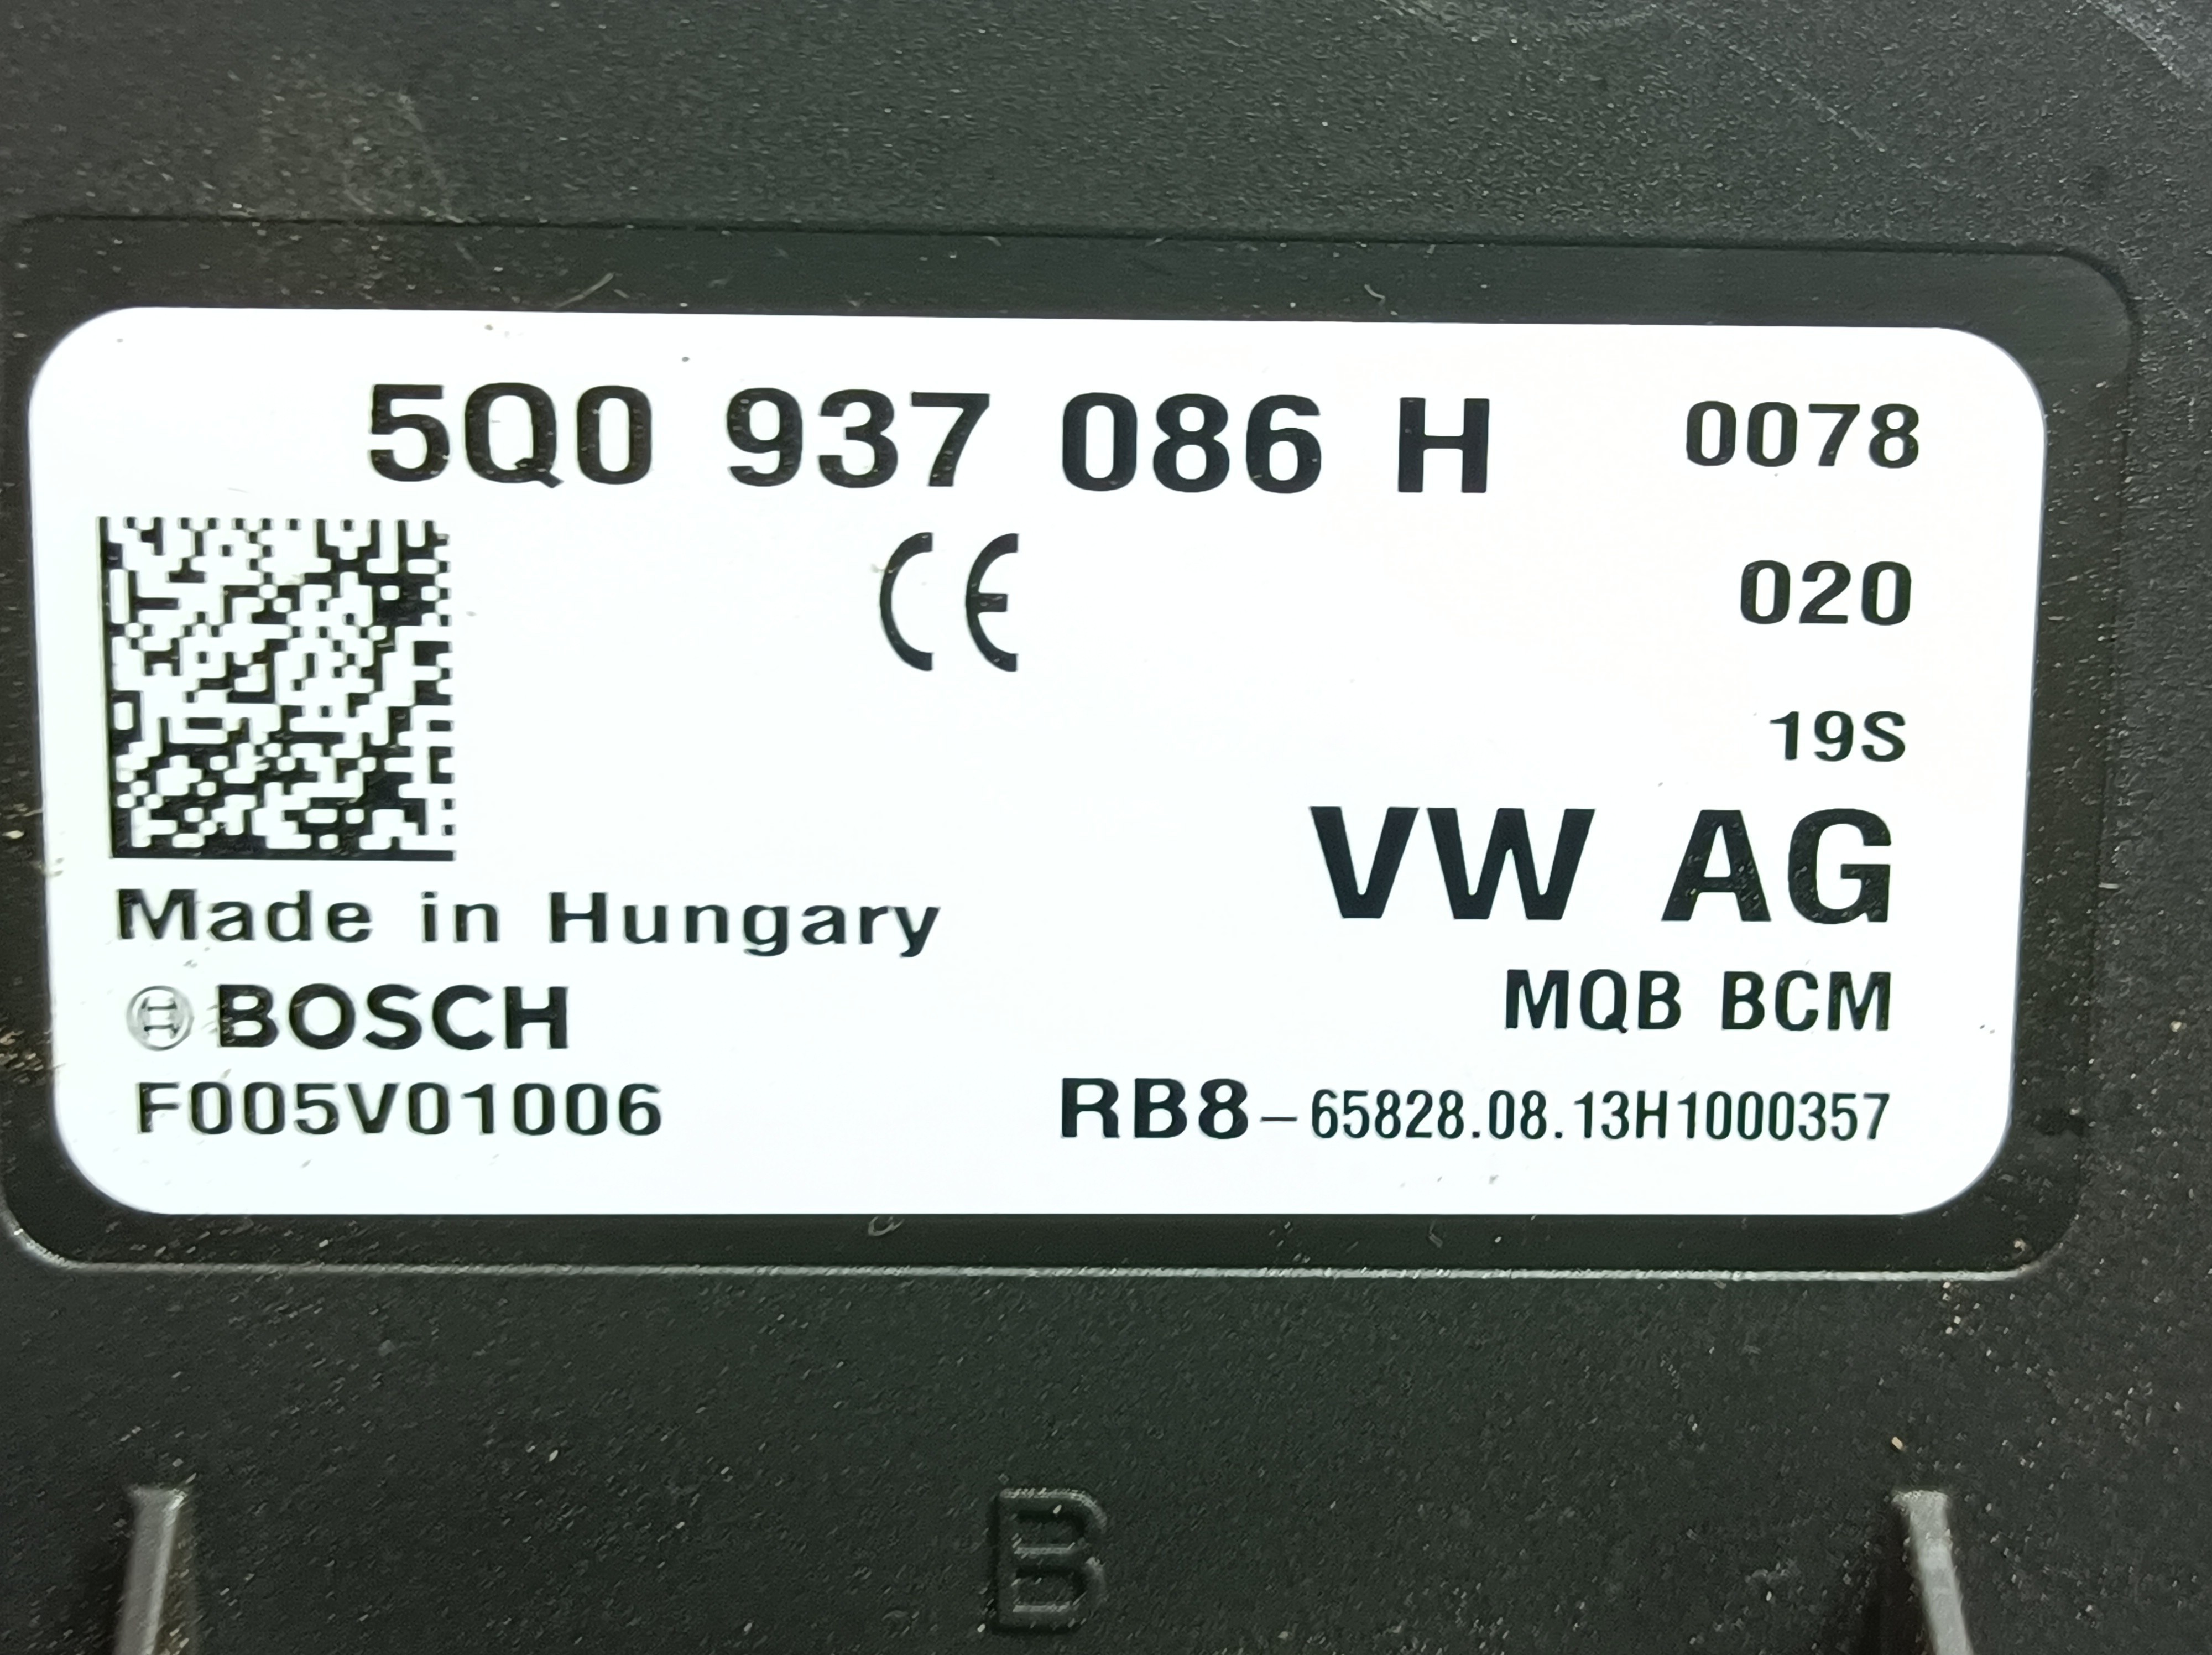 5Q0 937 086 H 0078
CE 020
19S
VW AG
Made in Hungary
BOSCH MQB BCM
F005V01006 RB8-65828.08.13H1000357
B